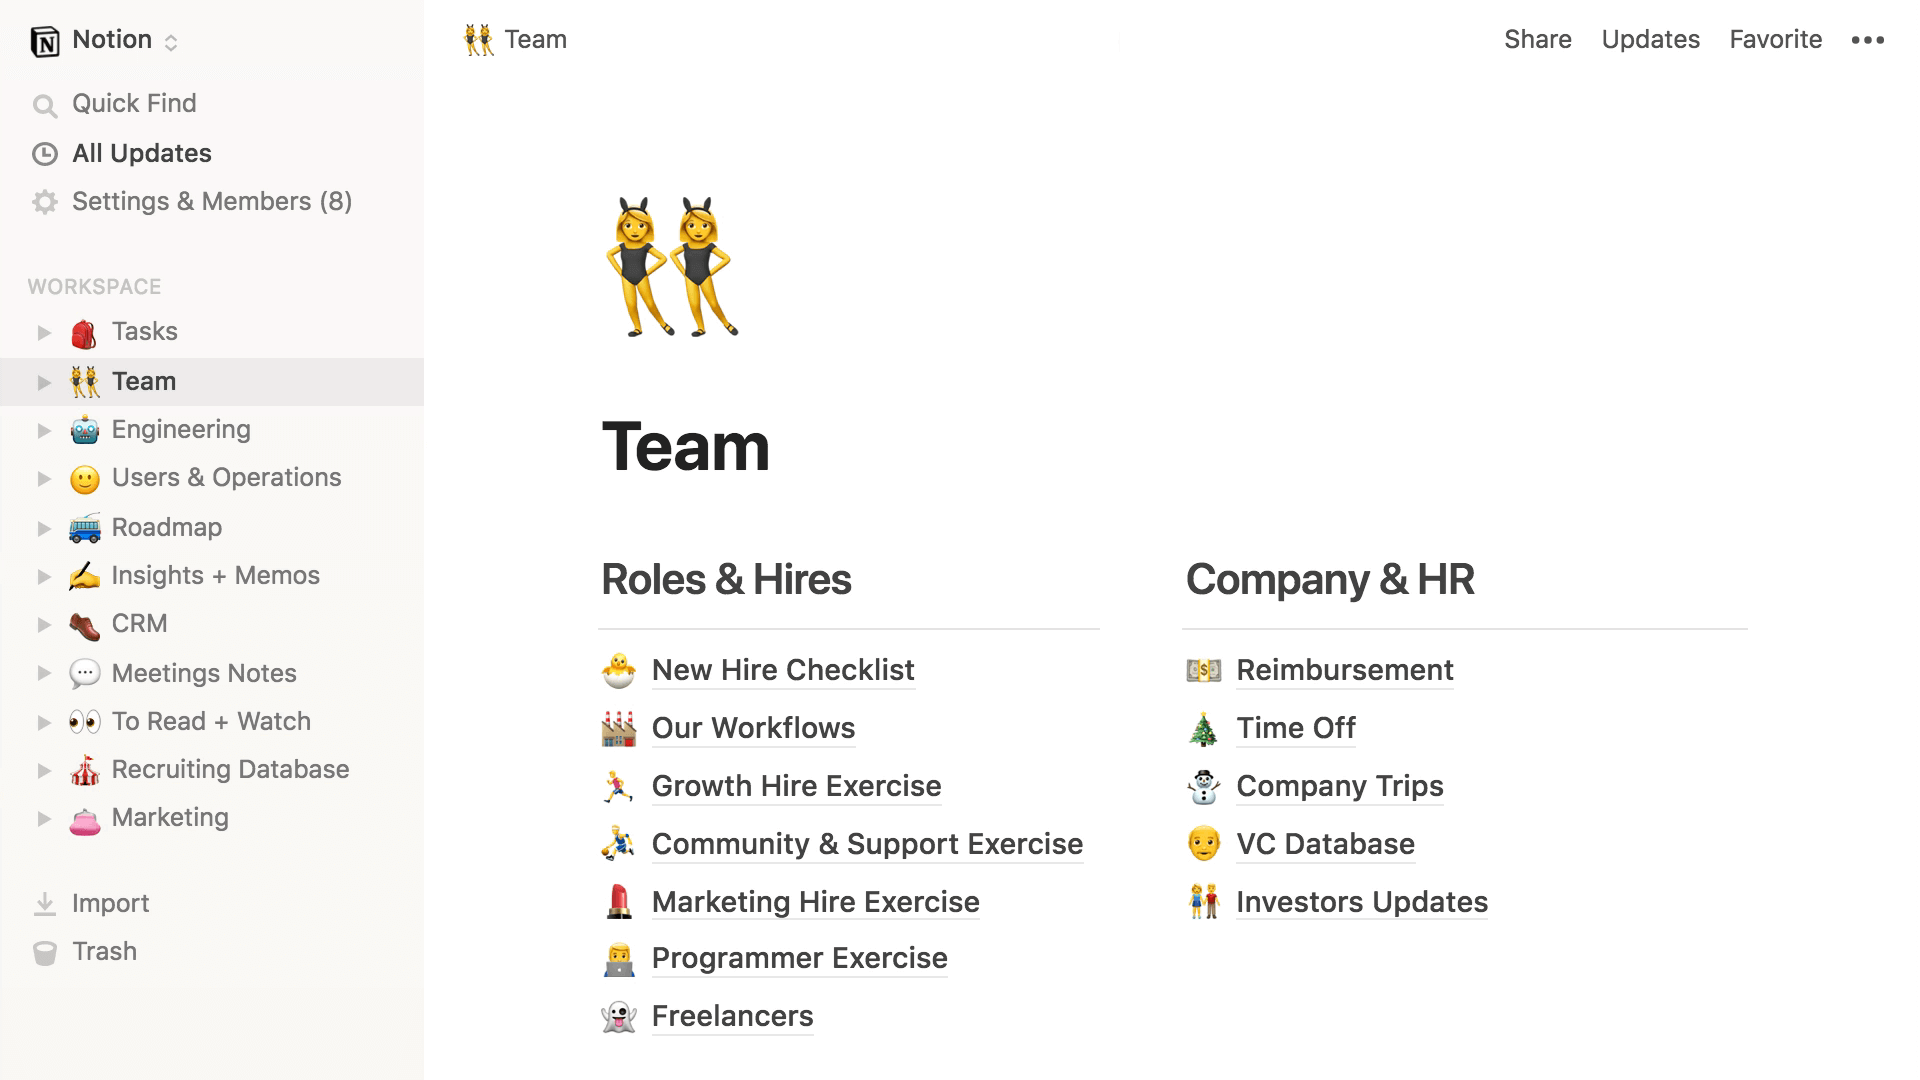 Notion
Quick Find
All Updates
Settings & Members (8)
WORKSPACE
Tasks
Team
Engineering
Users & Operations
Roadmap
Insights + Memos
CRM
Meetings Notes
To Read + Watch
Recruiting Database
Marketing
Import
Trash
Team
Share Updates Favorite
Team
Roles & Hires
New Hire Checklist
Our Workflows
Growth Hire Exercise
Community & Support Exercise
Marketing Hire Exercise
Programmer Exercise
Freelancers
Company & HR
Reimbursement
Time Off
Company Trips
VC Database
Investors Updates